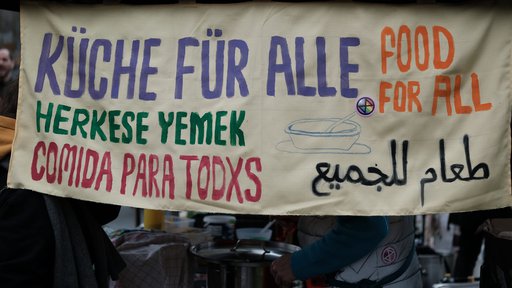 KÜCHE FÜR ALLE
FOOD
FOR ALL
HERKESE YEMEK
COMIDA PARA TODXS
طعام للجميع